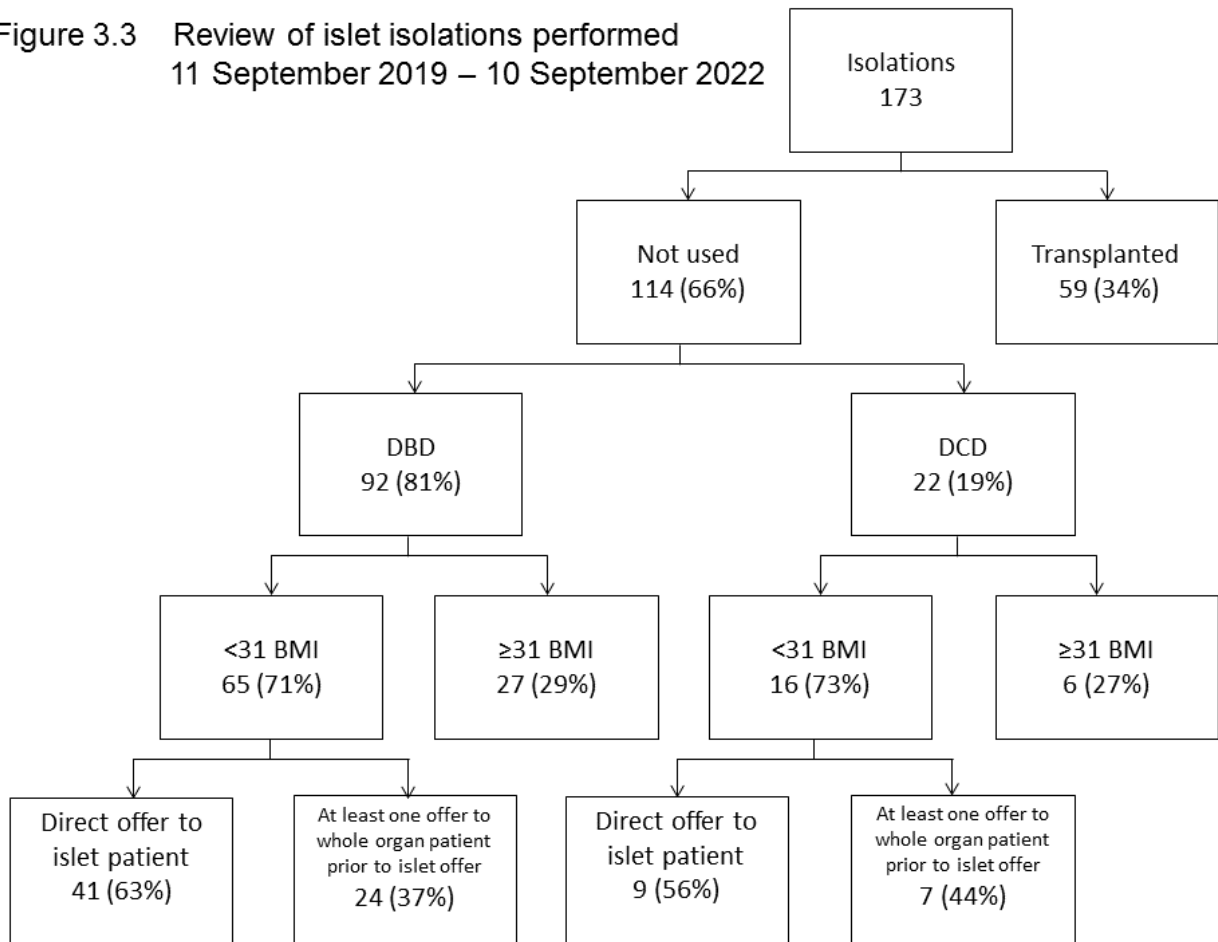 Figure 3.3 Review of islet isolations performed
11 September 2019 – 10 September 2022
Isolations
173
Not used
114 (66%)
Transplanted
59 (34%)
DBD
92 (81%)
DCD
22 (19%)
<31 BMI
65 (71%)
≥31 BMI
27 (29%)
<31 BMI
16 (73%)
≥31 BMI
6 (27%)
Direct offer to
islet patient
41 (63%)
At least one offer to
whole organ patient
prior to islet offer
24 (37%)
Direct offer to
islet patient
9 (56%)
At least one offer to
whole organ patient
prior to islet offer
7 (44%)